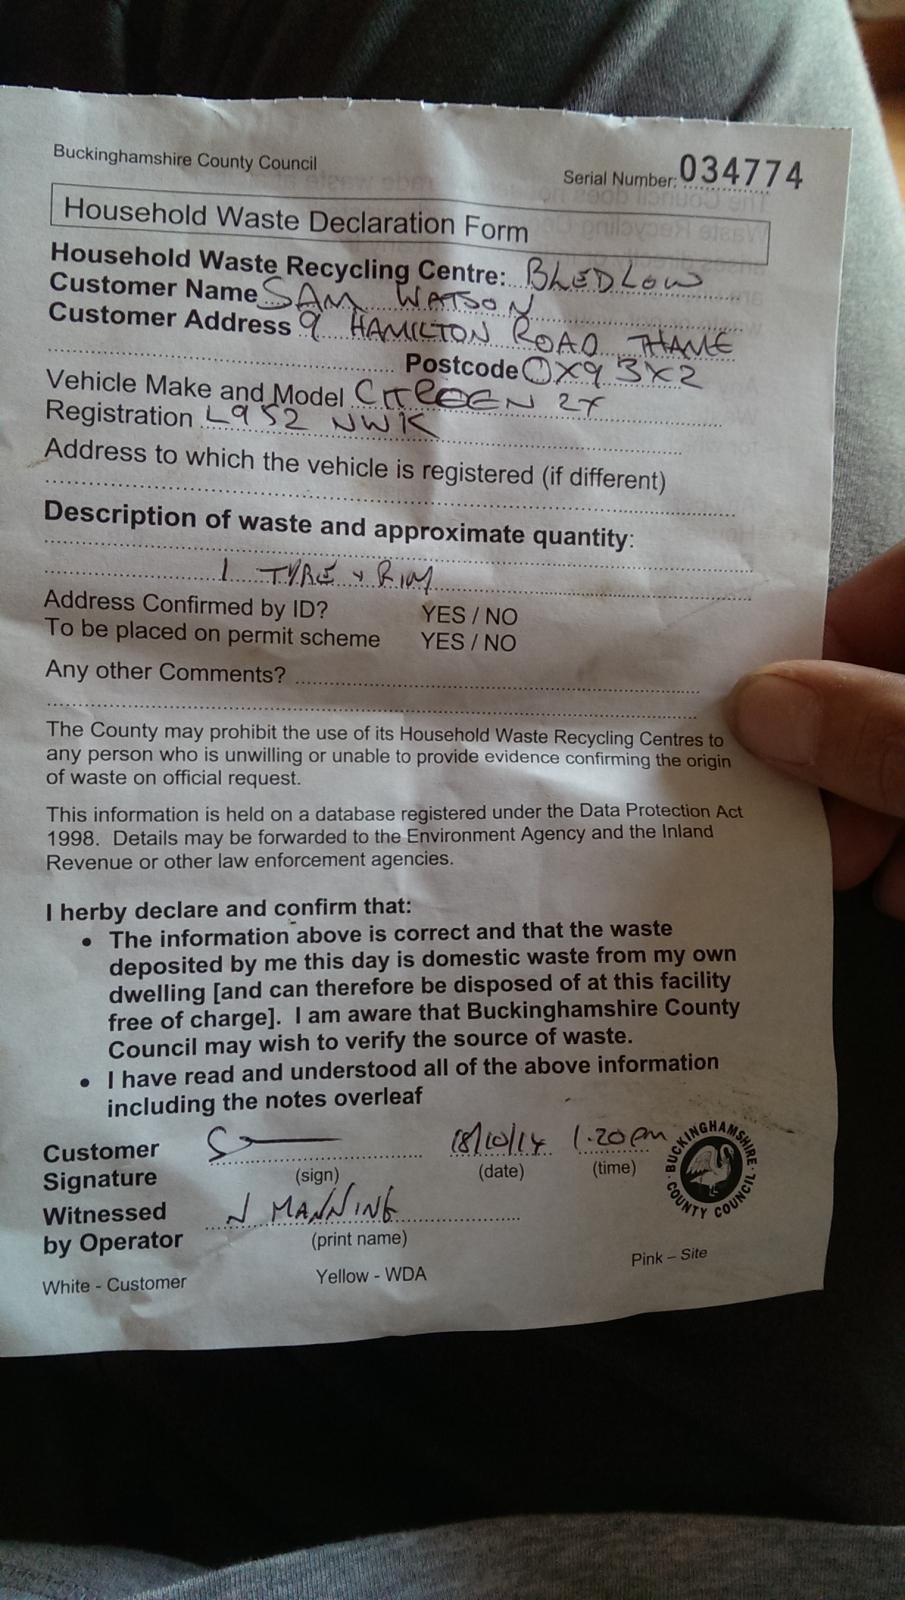 Buckinghamshire County Council
Serial Number: 034774
Household Waste Declaration Form
Household Waste Recycling Centre: BLEDLOW
Customer Name SAM WATSON
Customer Address 9 HAMILTON ROAD THAME
Postcode OX9 3XZ
Vehicle Make and Model CITROEN ZX
Registration L952 NWK
Address to which the vehicle is registered (if different)
Description of waste and approximate quantity:
1 TYRE + RIM
Address Confirmed by ID? YES / NO
To be placed on permit scheme YES / NO
Any other Comments?
The County may prohibit the use of its Household Waste Recycling Centres to
any person who is unwilling or unable to provide evidence confirming the origin
of waste on official request.
This information is held on a database registered under the Data Protection Act
1998. Details may be forwarded to the Environment Agency and the Inland
Revenue or other law enforcement agencies.
I herby declare and confirm that:
• The information above is correct and that the waste
deposited by me this day is domestic waste from my own
dwelling [and can therefore be disposed of at this facility
free of charge]. I am aware that Buckinghamshire County
Council may wish to verify the source of waste.
• I have read and understood all of the above information
including the notes overleaf
Customer 18/10/14 1.20pm
Signature (sign) (date) (time)
BUCKINGHAMSHIRE COUNTY COUNCIL
Witnessed N MANNING
by Operator (print name)
White - Customer Yellow - WDA Pink – Site